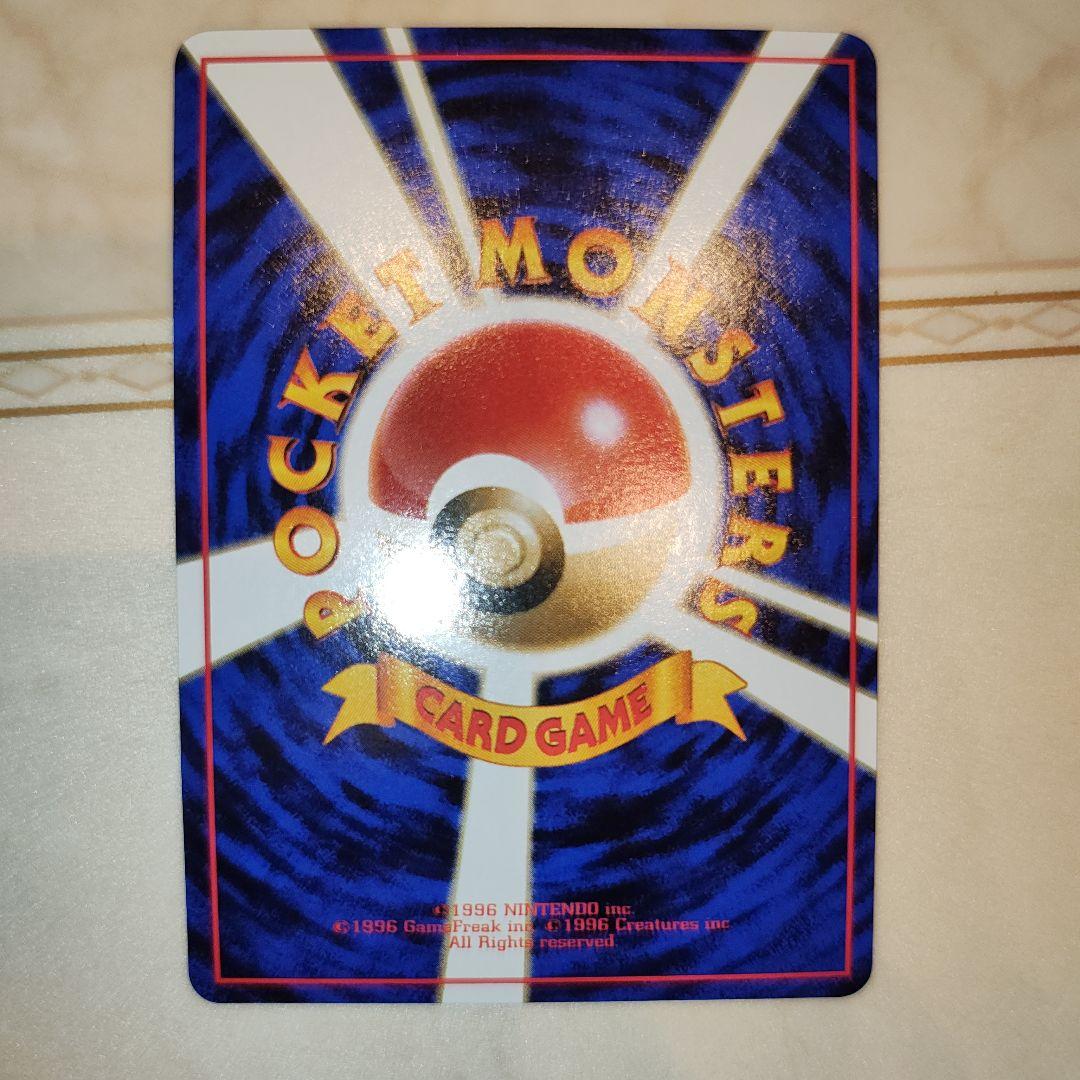 POCKET MONSTERS
CARD GAME
©1996 NINTENDO inc.
©1996 GameFreak inc. ©1996 Creatures inc.
All Rights reserved.